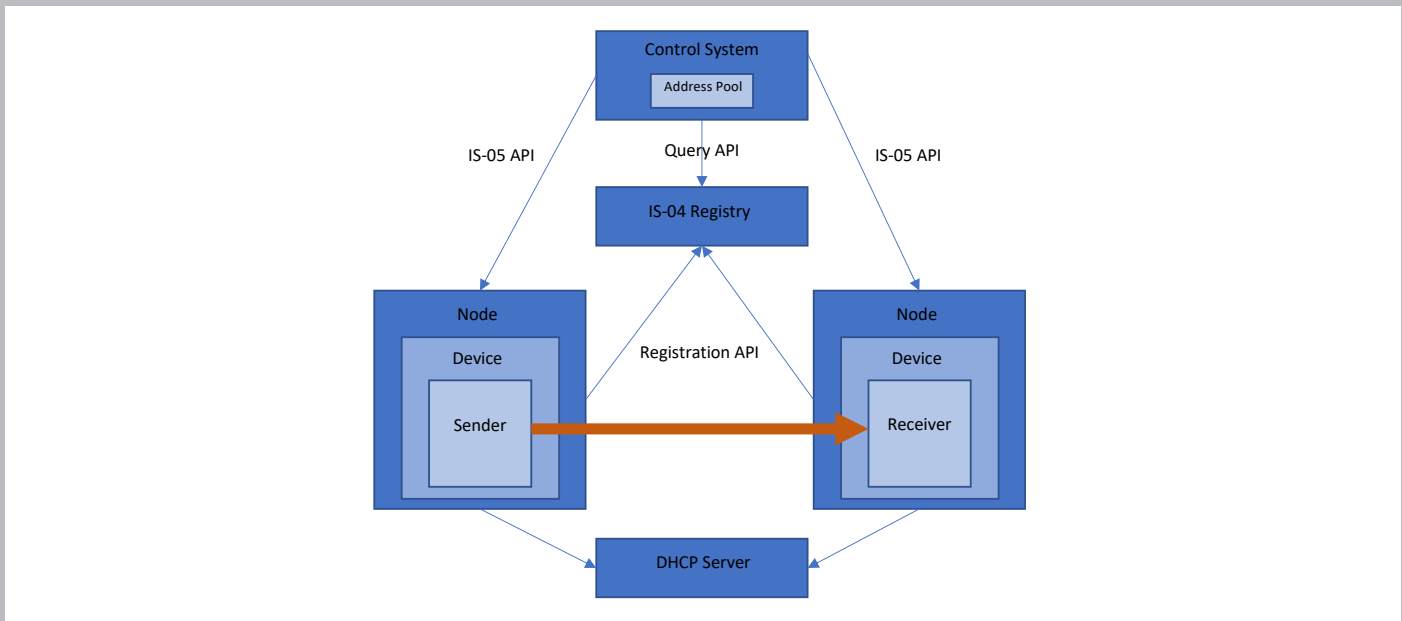 Control System
Address Pool
IS-05 API
Query API
IS-05 API
IS-04 Registry
Node
Node
Device
Registration API
Device
Sender
Receiver
DHCP Server